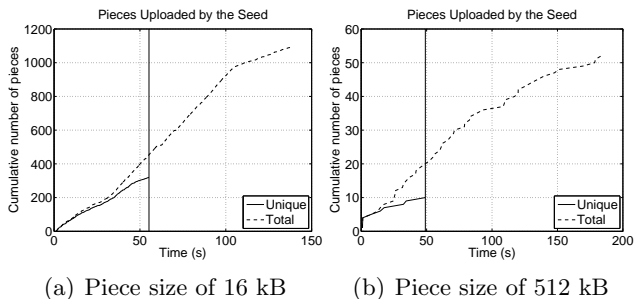 Pieces Uploaded by the Seed
Cumulative number of pieces
1200
1000
800
600
400
200
0
0
50
100
150
Unique
Total
Time (s)
(a) Piece size of 16 kB
Pieces Uploaded by the Seed
Cumulative number of pieces
60
50
40
30
20
10
0
0
50
100
150
200
Unique
Total
Time (s)
(b) Piece size of 512 kB